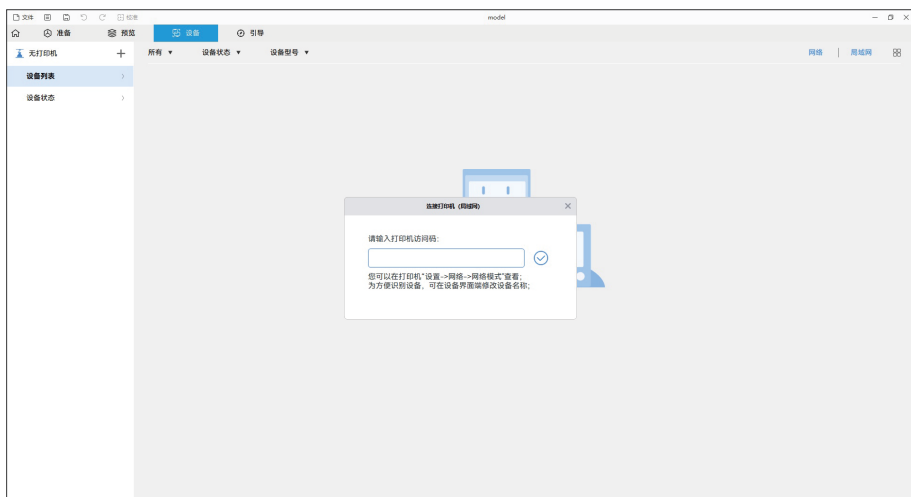 文件 校准 model
准备 预览 设备 引导
无打印机 + 所有 ▼ 设备状态 ▼ 设备型号 ▼ 网络 | 局域网
设备列表
设备状态
连接打印机 (局域网)
请输入打印机访问码:
您可以在打印机“设置->网络->网络模式”查看;
为方便识别设备, 可在设备界面端修改设备名称;